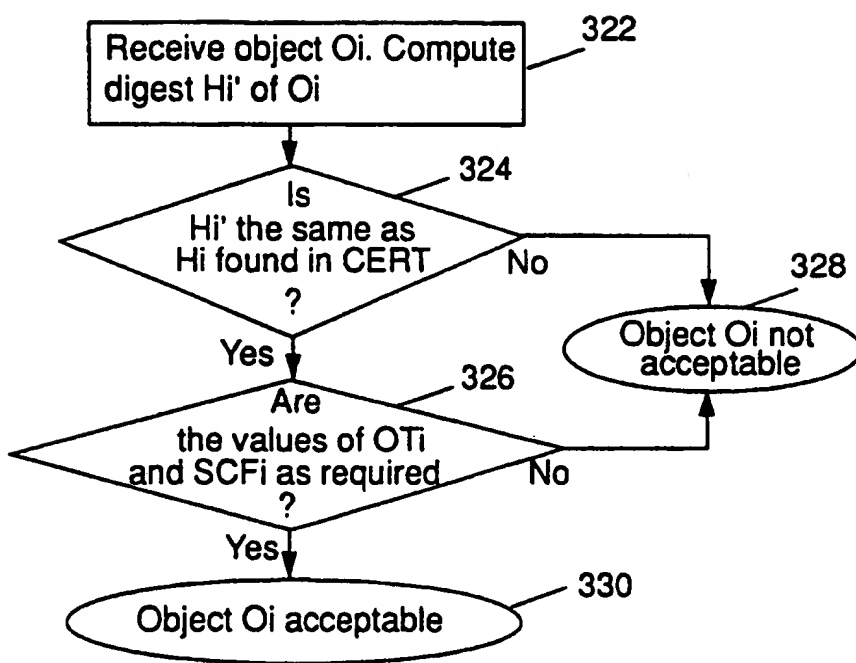 Receive object Oi. Compute
digest Hi' of Oi
322
324
Is
Hi' the same as
Hi found in CERT
?
No
Yes
328
Object Oi not
acceptable
326
Are
the values of OTi
and SCFi as required
?
No
Yes
330
Object Oi acceptable